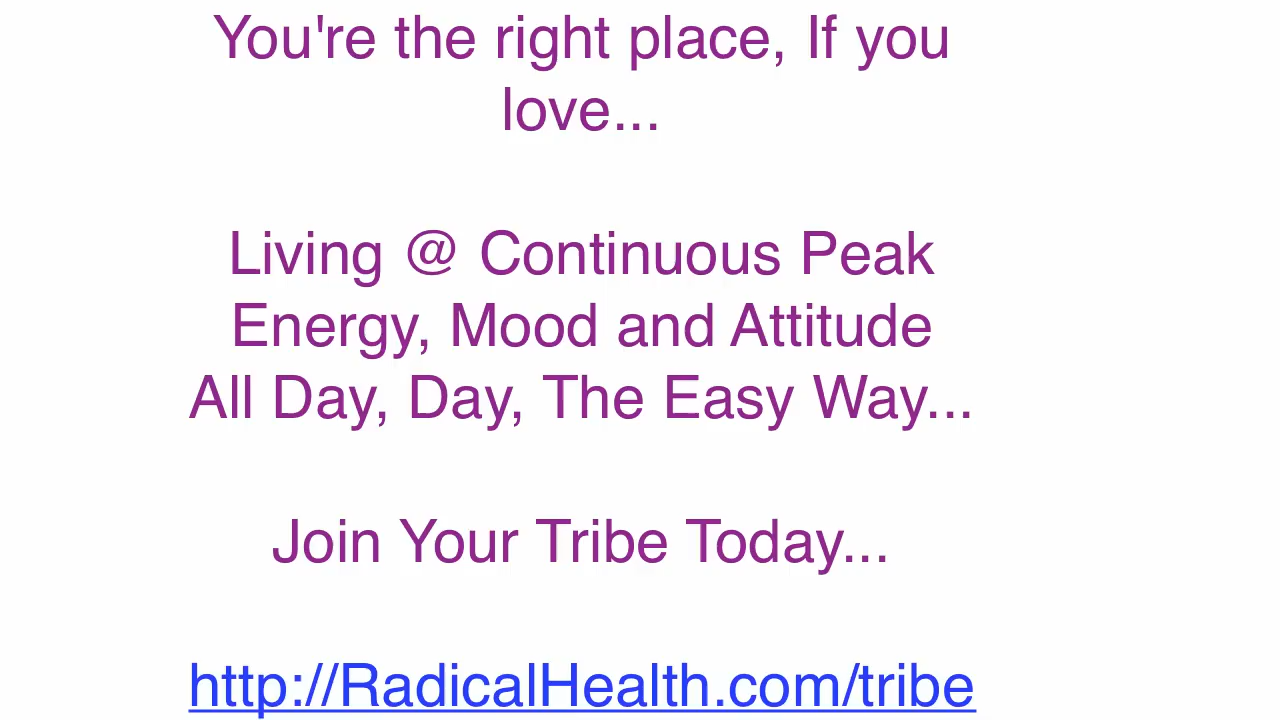 You're the right place, If you
love...
Living @ Continuous Peak
Energy, Mood and Attitude
All Day, Day, The Easy Way...
Join Your Tribe Today...
http://RadicalHealth.com/tribe